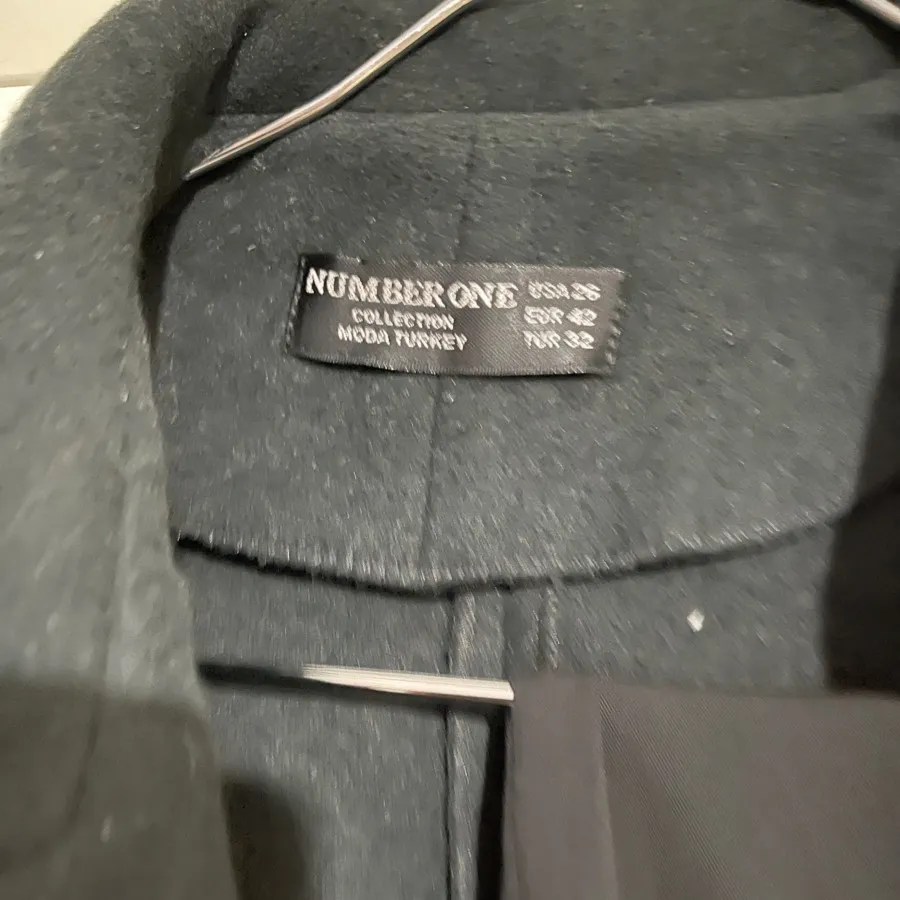 NUMBER ONE
COLLECTION
MODA TURKEY
USA 26
EUR 42
TUR 32